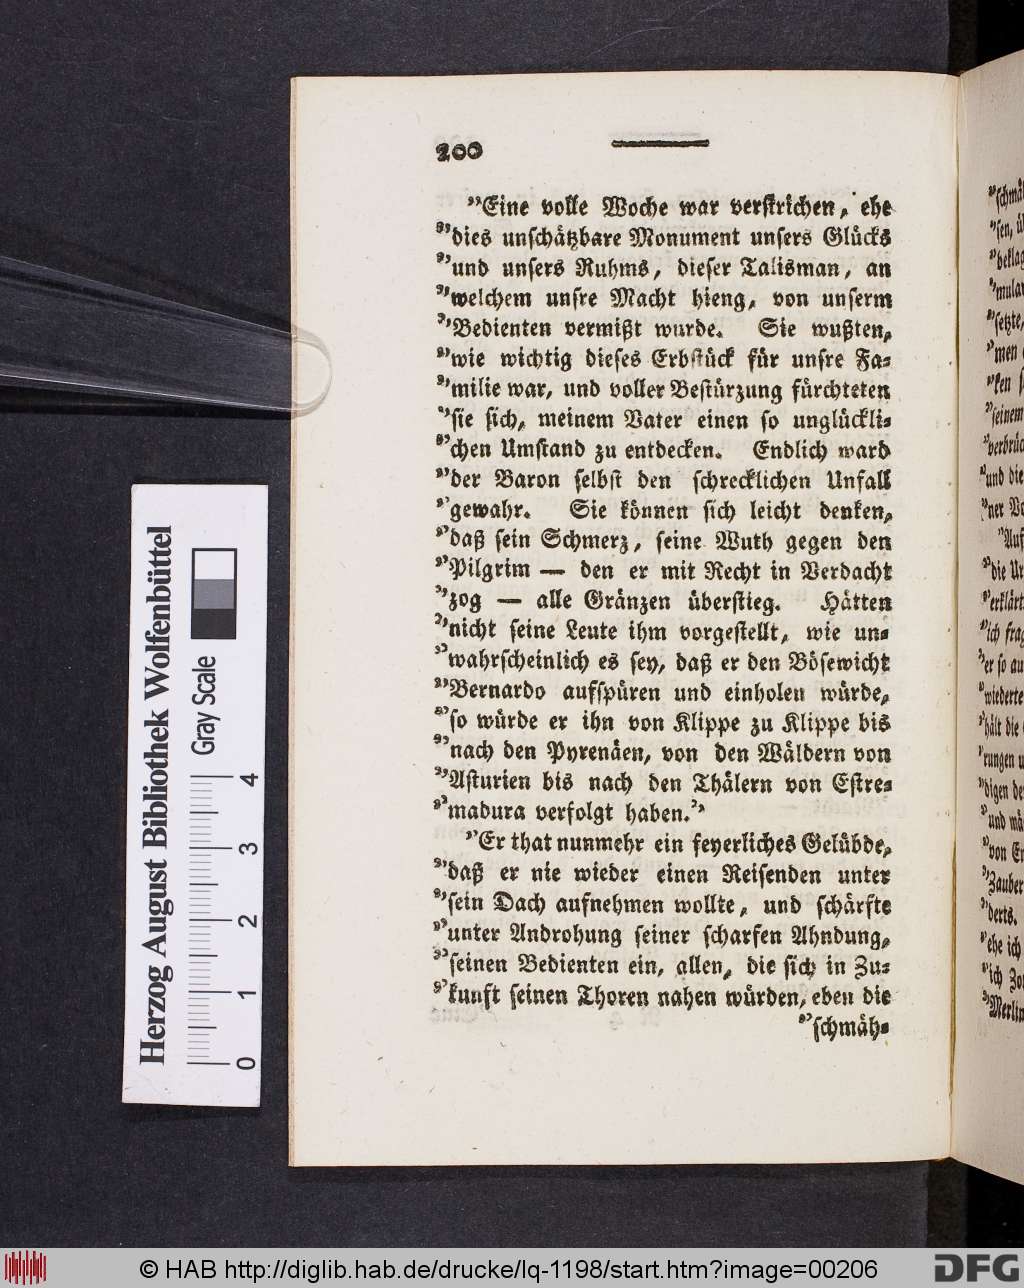 200
„Eine volle Woche war verstrichen, ehe
„dies unschätzbare Monument unsers Glücks
„und unsers Ruhms, dieser Talisman, an
„welchem unsre Macht hieng, von unserm
„Bedienten vermißt wurde. Sie wußten,
„wie wichtig dieses Erbstück für unsre Fa-
„milie war, und voller Bestürzung fürchteten
„sie sich, meinem Vater einen so unglückli-
„chen Umstand zu entdecken. Endlich ward
„der Baron selbst den schrecklichen Unfall
„gewahr. Sie können sich leicht denken,
„daß sein Schmerz, seine Wuth gegen den
„Pilgrim — den er mit Recht in Verdacht
„zog — alle Gränzen überstieg. Hätten
„nicht seine Leute ihm vorgestellt, wie un-
„wahrscheinlich es sey, daß er den Bösewicht
„Bernardo aufspüren und einholen würde,
„so würde er ihn von Klippe zu Klippe bis
„nach den Pyrenäen, von den Wäldern von
„Asturien bis nach den Thälern von Estre-
„madura verfolgt haben.„
„Er that nunmehr ein feyerliches Gelübde,
„daß er nie wieder einen Reisenden unter
„sein Dach aufnehmen wollte, und schärfte
„unter Androhung seiner scharfen Ahndung,
„seinen Bedienten ein, allen, die sich in Zu-
„kunft seinen Thoren nahen würden, eben die
„schmäh-
Herzog August Bibliothek Wolfenbüttel
Gray Scale
0 1 2 3 4
© HAB http://diglib.hab.de/drucke/lq-1198/start.htm?image=00206
DFG